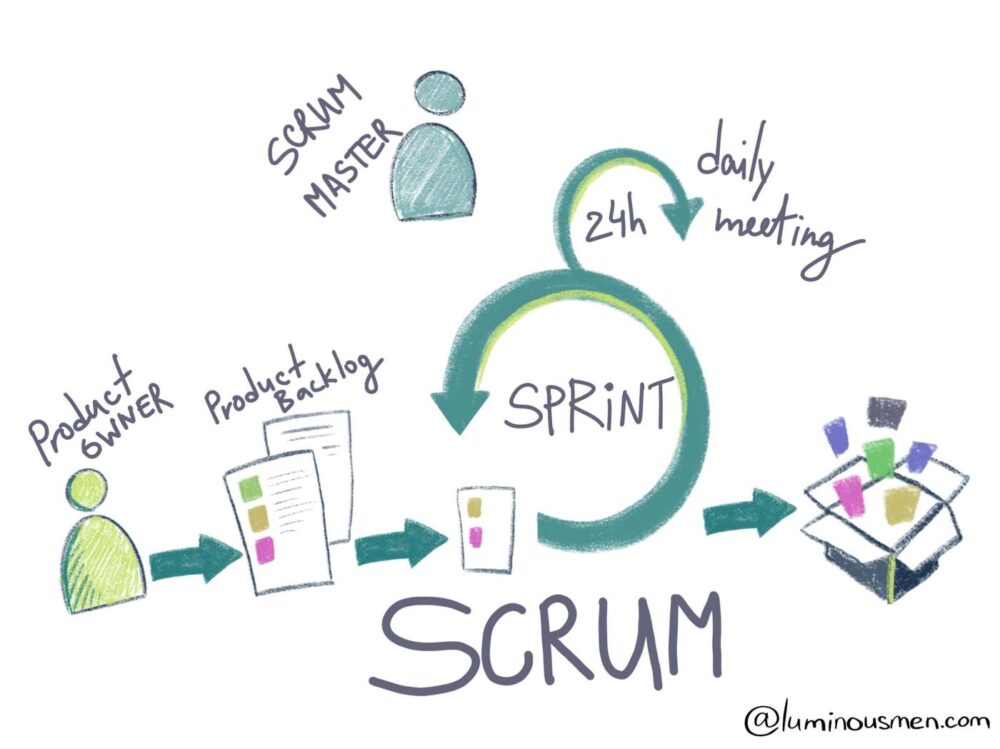 SCRUM
MASTER
daily
meeting
24h
Product
OWNER
Product
Backlog
SPRiNT
SCRUM
@luminousmen.com